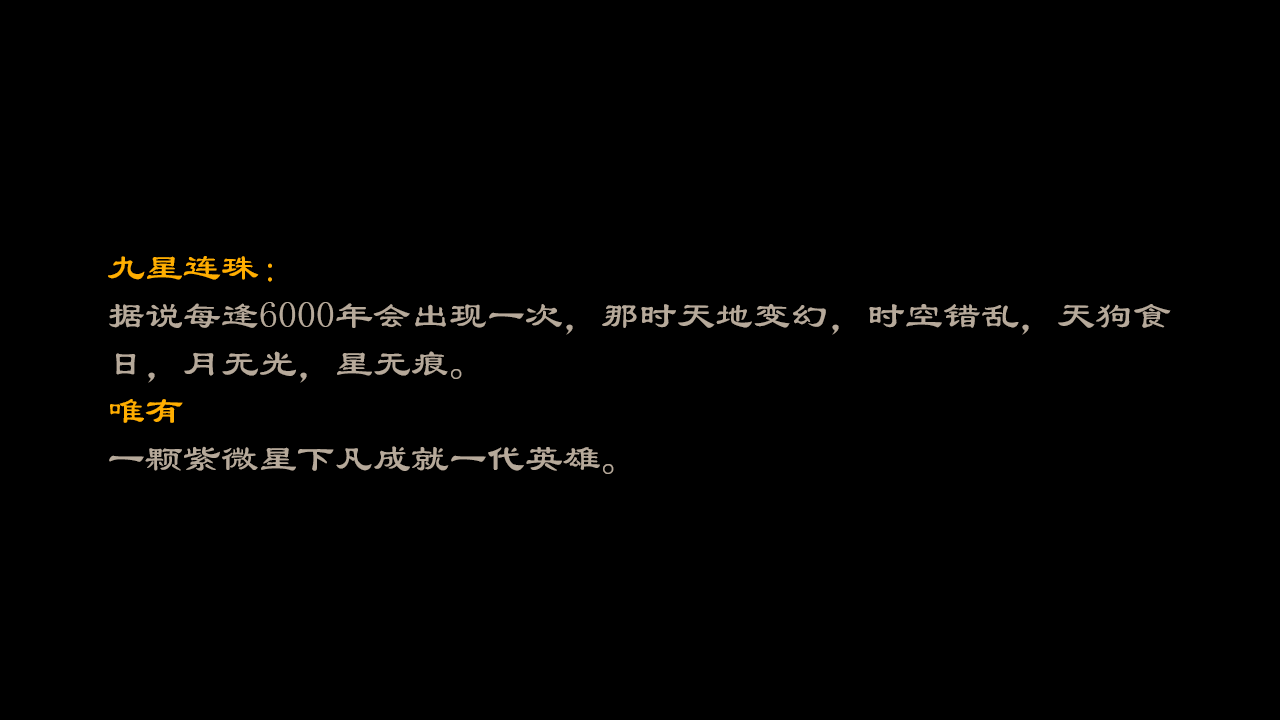 九星连珠：
据说每逢6000年会出现一次，那时天地变幻，时空错乱，天狗食
日，月无光，星无痕。
唯有
一颗紫微星下凡成就一代英雄。